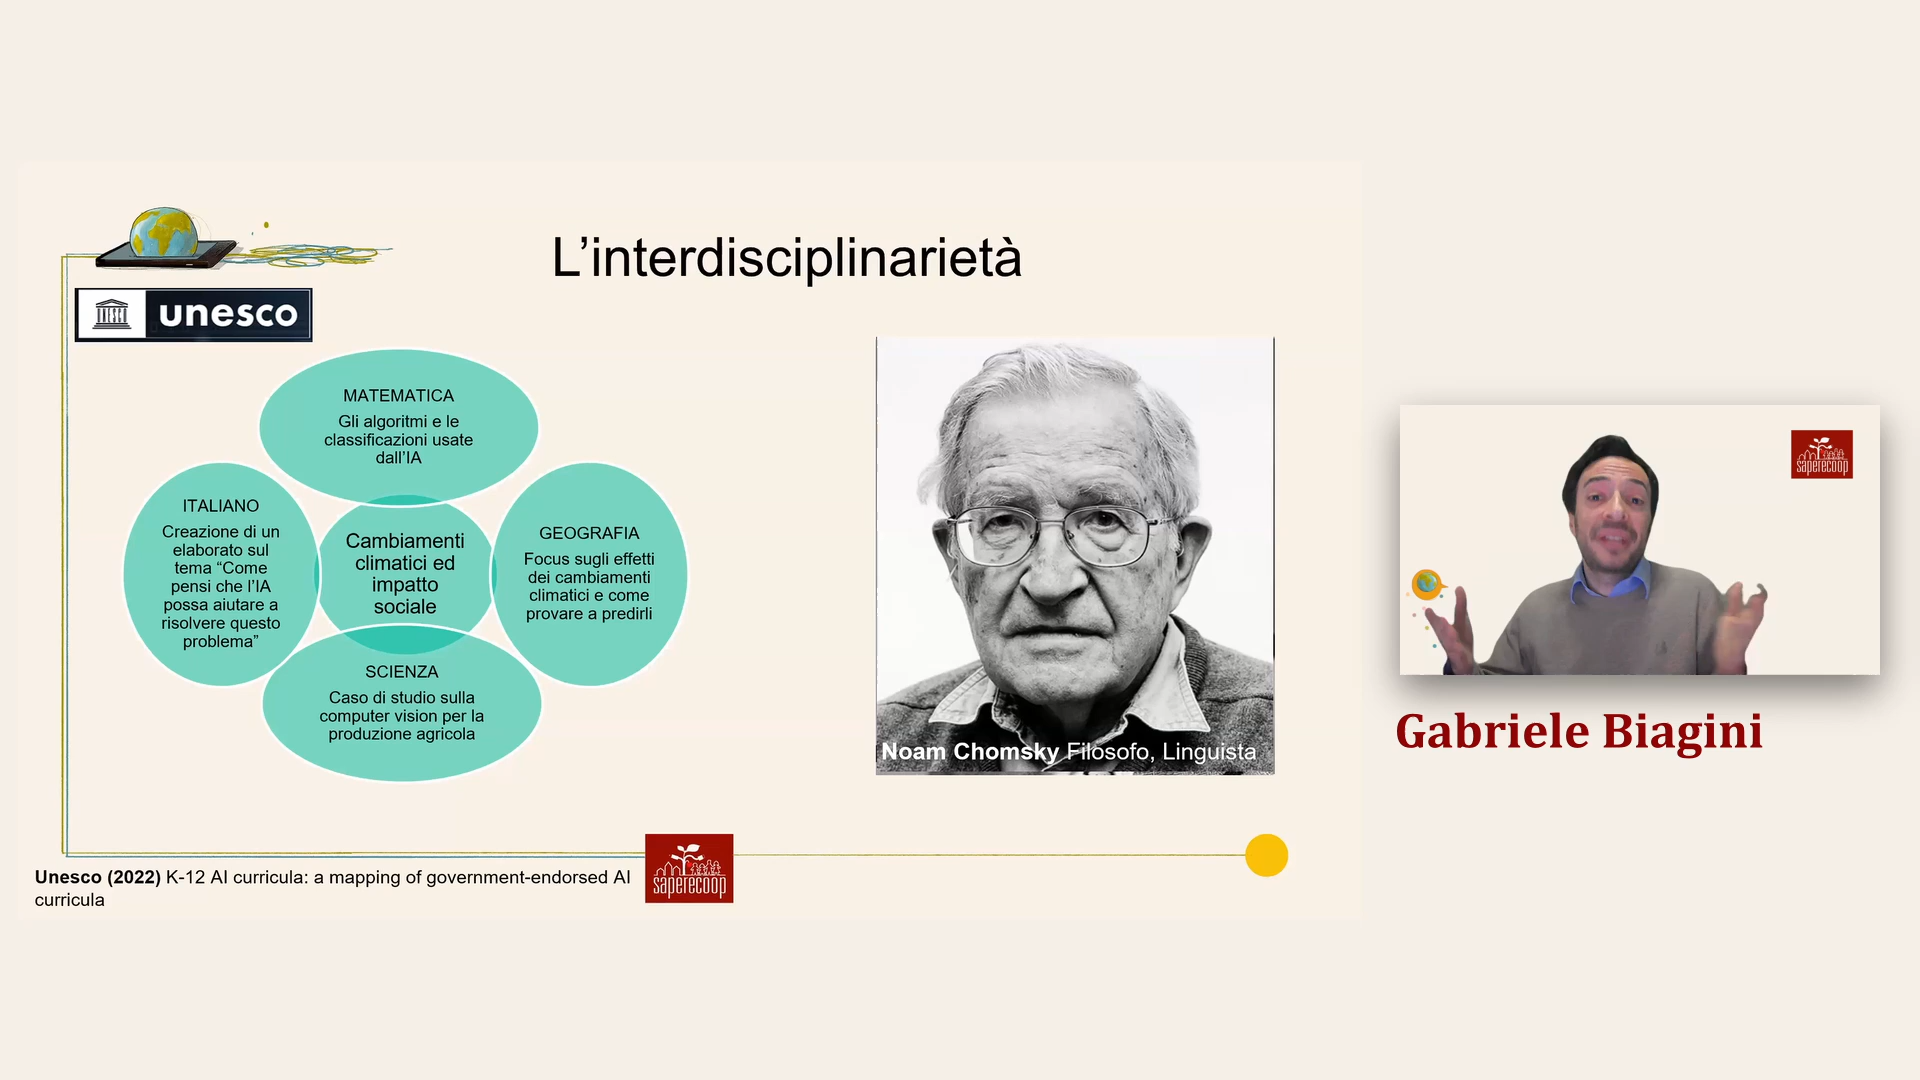 L’interdisciplinarietà
UNESCO
unesco
MATEMATICA
Gli algoritmi e le
classificazioni usate
dall’IA
ITALIANO
Creazione di un
elaborato sul
tema “Come
pensi che l’IA
possa aiutare a
risolvere questo
problema”
Cambiamenti
climatici ed
impatto
sociale
GEOGRAFIA
Focus sugli effetti
dei cambiamenti
climatici e come
provare a predirli
SCIENZA
Caso di studio sulla
computer vision per la
produzione agricola
Noam Chomsky Filosofo, Linguista
saperecoop
Gabriele Biagini
Unesco (2022) K-12 AI curricula: a mapping of government-endorsed AI
curricula
saperecoop